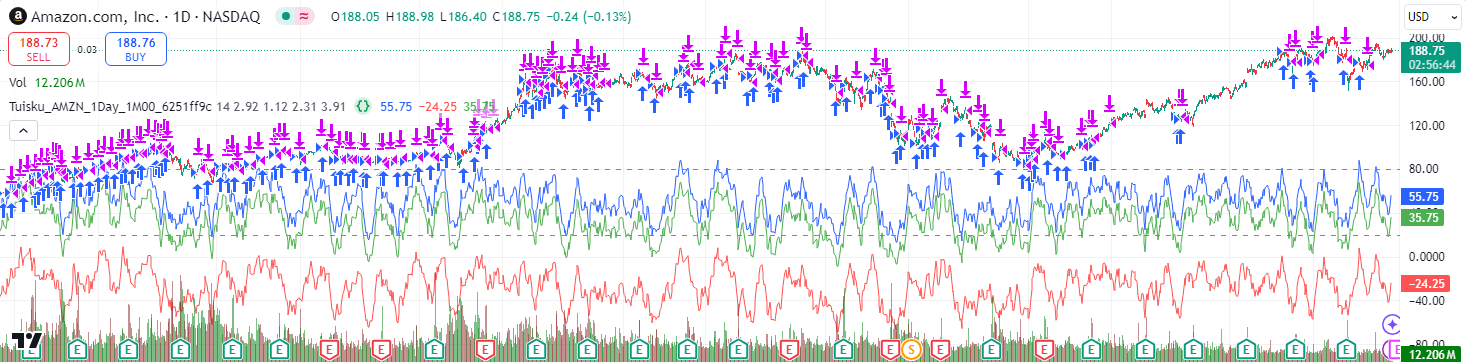 a Amazon.com, Inc. · 1D · NASDAQ O188.05 H188.98 L186.40 C188.75 −0.24 (−0.13%)
USD
188.73 SELL 0.03 188.76 BUY
Vol 12.206M
Tuisku_AMZN_1Day_1M00_6251ff9c 14 2.92 1.12 2.31 3.91 {} 55.75 −24.25 35.75
200.00
188.75
02:56:44
160.00
120.00
80.00
55.75
35.75
0.0000
−24.25
−40.00
−80.00
12.206M
E E E E E E E E E E E E E E E E E S E E E E E E E E E E